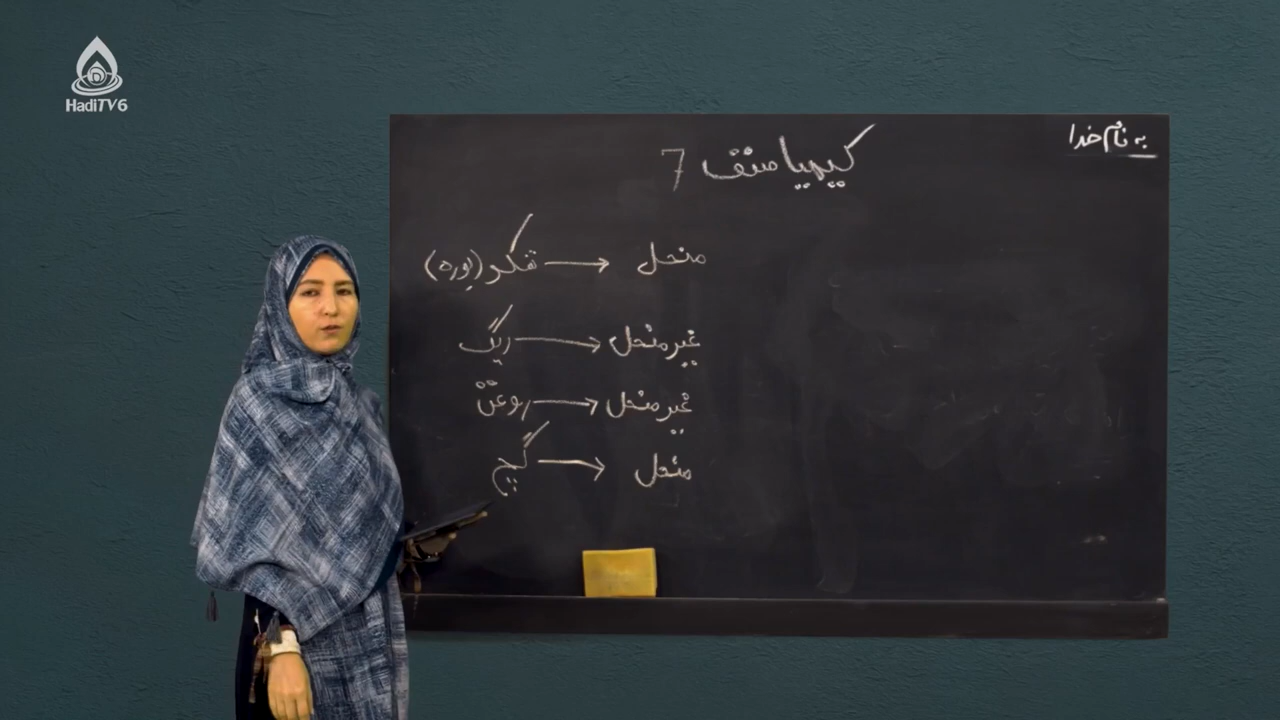 HadiTV6
به نام خدا
کیمیا صنف 7
منحل → شکر (بوره)
غیر منحل → ریگ
غیر منحل → روغن
منحل → گچ